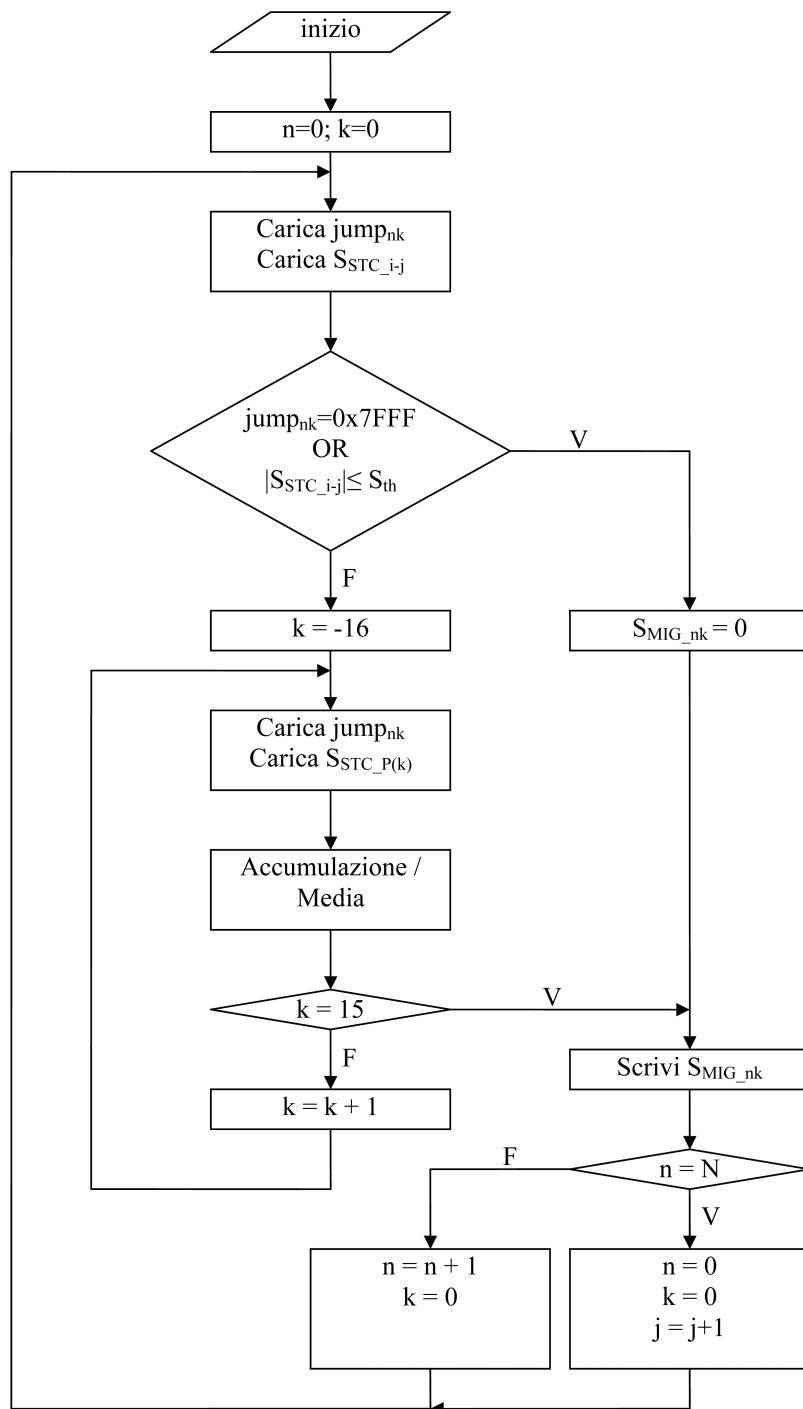 inizio
n=0; k=0
Carica jumpnk
Carica SSTC_i-j
jumpnk=0x7FFF
OR
|SSTC_i-j|≤ Sth
V
F
k = -16
SMIG_nk = 0
Carica jumpnk
Carica SSTC_P(k)
Accumulazione /
Media
k = 15
V
F
Scrivi SMIG_nk
k = k + 1
n = N
F
V
n = n + 1
k = 0
n = 0
k = 0
j = j+1